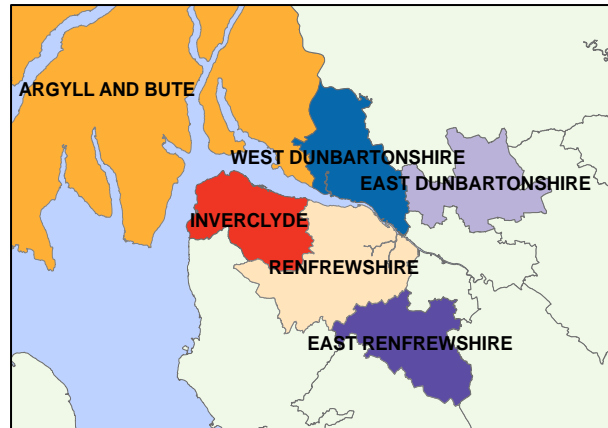 ARGYLL AND BUTE
WEST DUNBARTONSHIRE
EAST DUNBARTONSHIRE
INVERCLYDE
RENFREWSHIRE
EAST RENFREWSHIRE